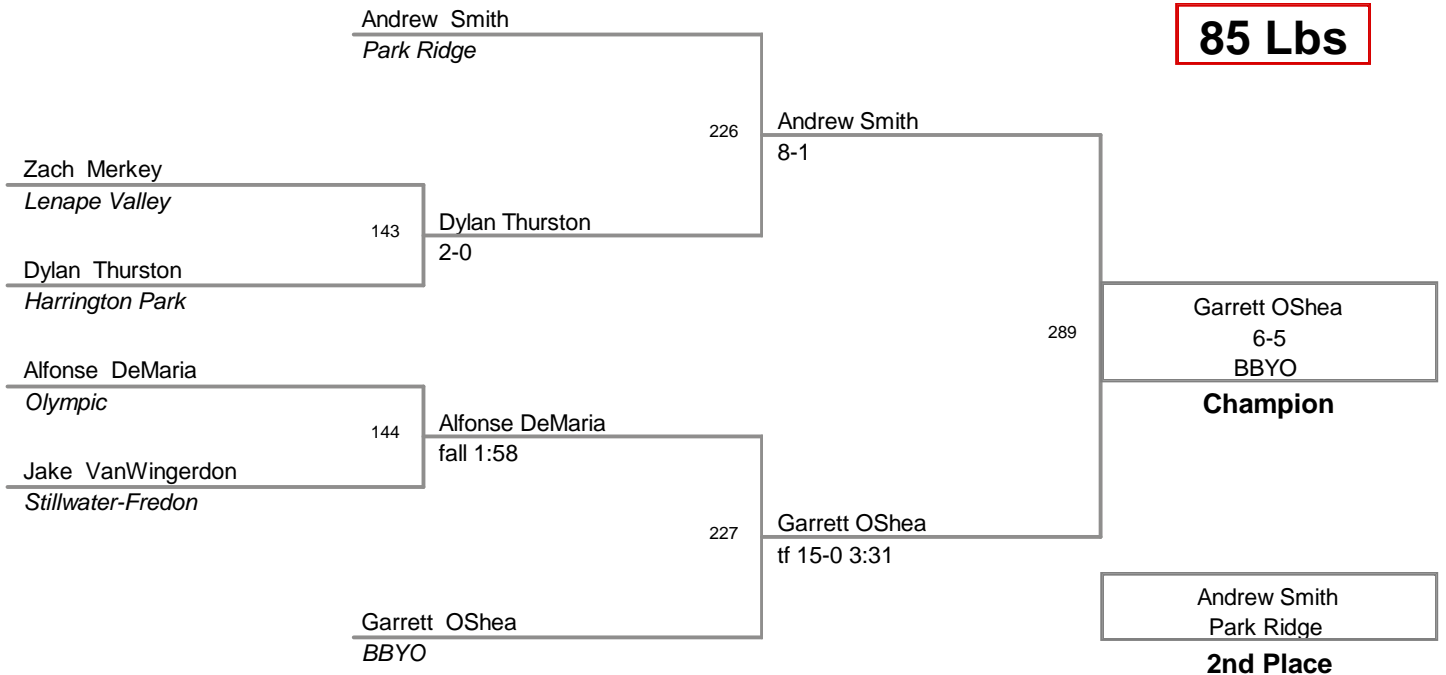 Andrew Smith
Park Ridge
85 Lbs
226
Andrew Smith
8-1
Zach Merkey
Lenape Valley
143
Dylan Thurston
2-0
Dylan Thurston
Harrington Park
289
Garrett OShea
6-5
BBYO
Champion
Alfonse DeMaria
Olympic
144
Alfonse DeMaria
fall 1:58
Jake VanWingerdon
Stillwater-Fredon
227
Garrett OShea
tf 15-0 3:31
Garrett OShea
BBYO
Andrew Smith
Park Ridge
2nd Place